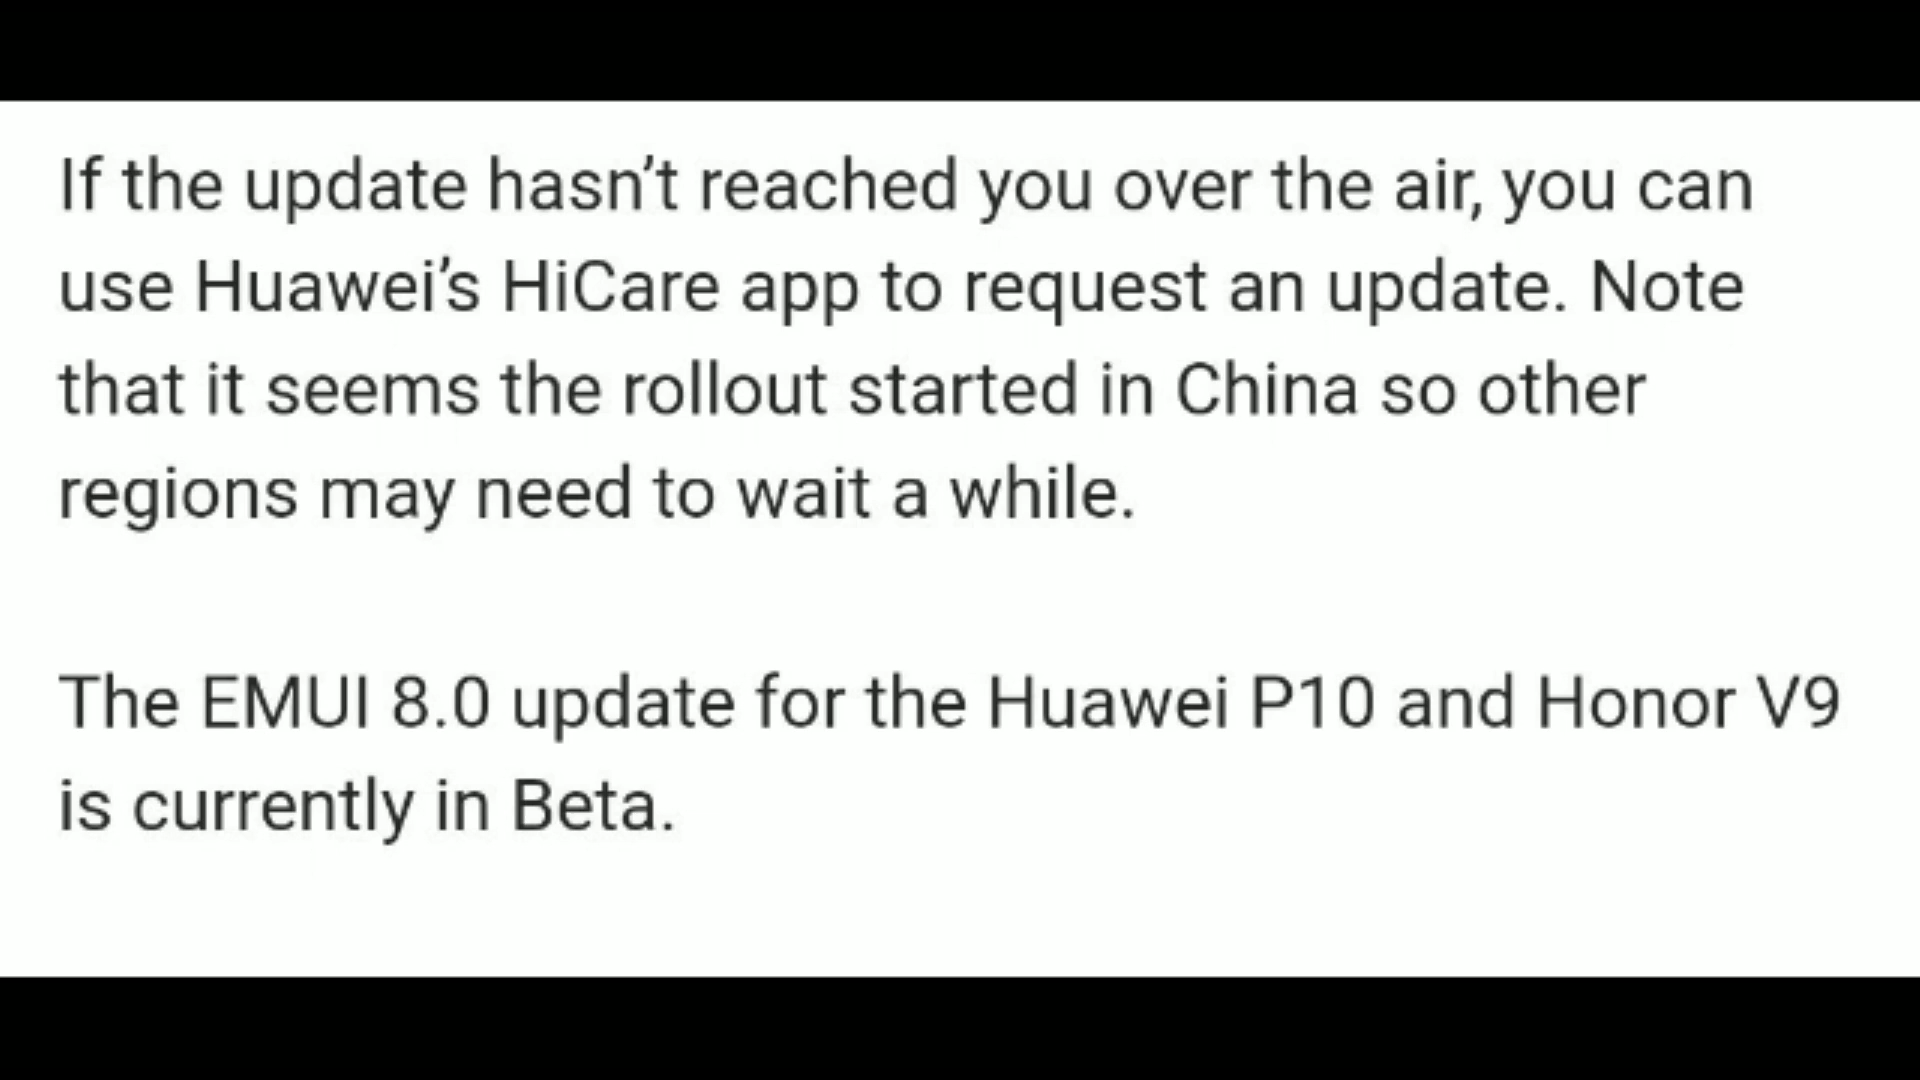 If the update hasn’t reached you over the air, you can
use Huawei’s HiCare app to request an update. Note
that it seems the rollout started in China so other
regions may need to wait a while.
The EMUI 8.0 update for the Huawei P10 and Honor V9
is currently in Beta.